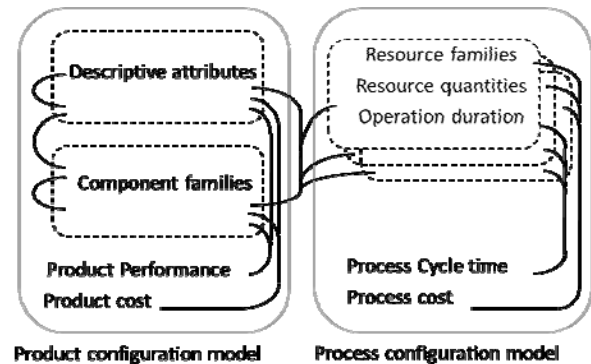 Descriptive attributes
Component families
Product Performance
Product cost
Product configuration model
Resource families
Resource quantities
Operation duration
Process Cycle time
Process cost
Process configuration model